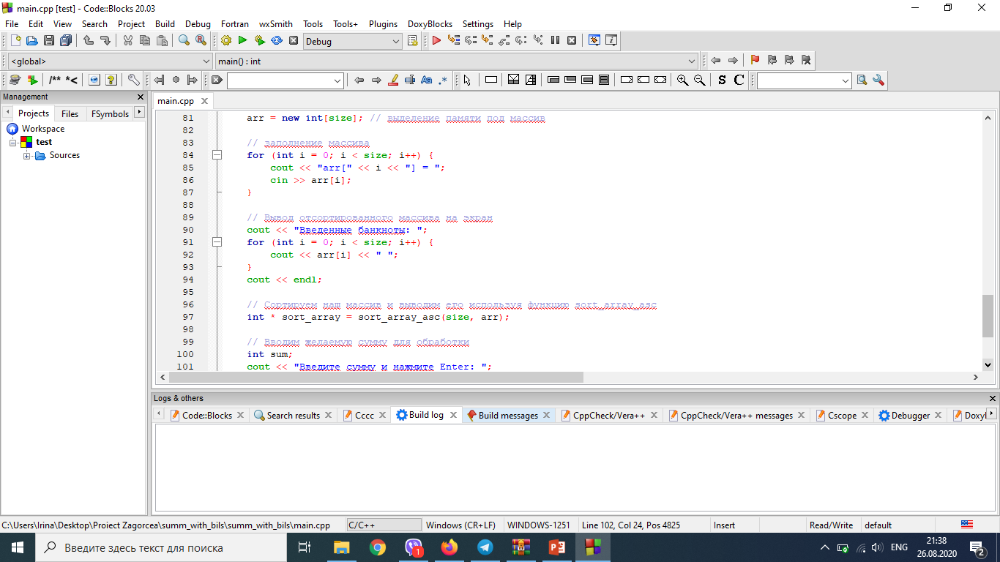 main.cpp [test] - Code::Blocks 20.03
File Edit View Search Project Build Debug Fortran wxSmith Tools Tools+ Plugins DoxyBlocks Settings Help
Debug
<global> main() : int
/** *< Aa .* S C
Management
Projects Files FSymbols
Workspace
test
Sources
main.cpp
81 arr = new int[size]; // выделение памяти под массив
82
83 // заполнение массива
84 for (int i = 0; i < size; i++) {
85 cout << "arr[" << i << "] = ";
86 cin >> arr[i];
87 }
88
89 // Вывод отсортированного массива на экран
90 cout << "Введенные банкноты: ";
91 for (int i = 0; i < size; i++) {
92 cout << arr[i] << " ";
93 }
94 cout << endl;
95
96 // Сортируем наш массив и выводим его используя функцию sort_array_asc
97 int * sort_array = sort_array_asc(size, arr);
98
99 // Вводим желаемую сумму для обработки
100 int sum;
101 cout << "Введите сумму и нажмите Enter: ";
Logs & others
Code::Blocks Search results Cccc Build log Build messages CppCheck/Vera++ CppCheck/Vera++ messages Cscope Debugger Doxyl
C:\Users\Irina\Desktop\Proiect Zagorcea\summ_with_bils\summ_with_bils\main.cpp C/C++ Windows (CR+LF) WINDOWS-1251 Line 102, Col 24, Pos 4825 Insert Read/Write default
Введите здесь текст для поиска
1
ENG
21:38
26.08.2020
2